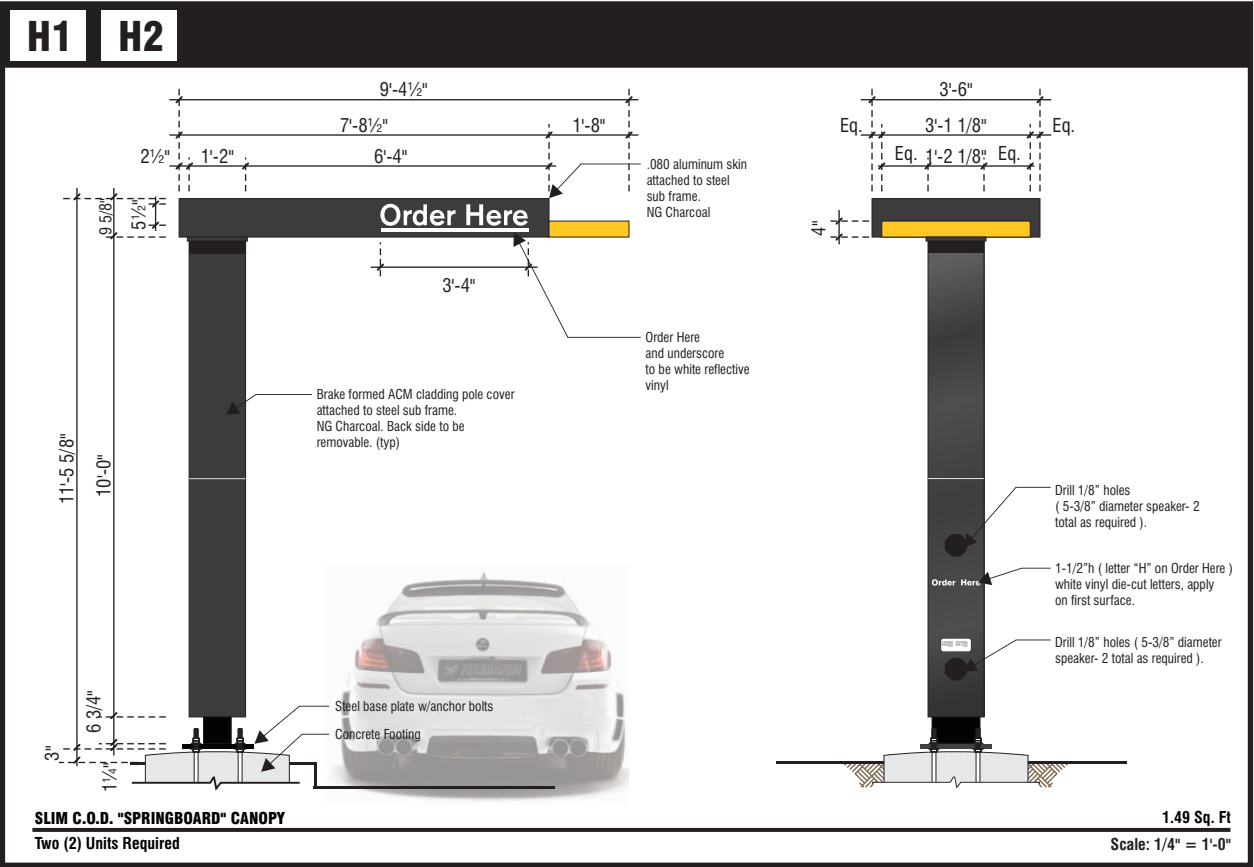 H1 H2
9'-4½"
7'-8½" 1'-8"
2½" 1'-2" 6'-4"
.080 aluminum skin
attached to steel
sub frame.
NG Charcoal
9 5/8"
5½"
Order Here
3'-4"
Order Here
and underscore
to be white reflective
vinyl
Brake formed ACM cladding pole cover
attached to steel sub frame.
NG Charcoal. Back side to be
removable. (typ)
11'-5 5/8"
10'-0"
6 3/4"
3"
1¼"
Steel base plate w/anchor bolts
Concrete Footing
HAMANN
3'-6"
Eq. 3'-1 1/8" Eq.
Eq. 1'-2 1/8" Eq.
4"
Drill 1/8” holes
( 5-3/8” diameter speaker- 2
total as required ).
Order Here
1-1/2”h ( letter “H” on Order Here )
white vinyl die-cut letters, apply
on first surface.
Drill 1/8” holes ( 5-3/8” diameter
speaker- 2 total as required ).
SLIM C.O.D. "SPRINGBOARD" CANOPY
1.49 Sq. Ft
Two (2) Units Required
Scale: 1/4" = 1'-0"